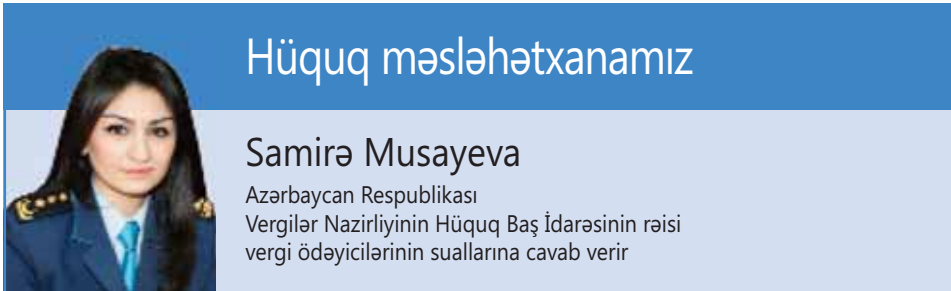 Hüquq məsləhətxanamız
Samirə Musayeva
Azərbaycan Respublikası
Vergilər Nazirliyinin Hüquq Baş İdarəsinin rəisi
vergi ödəyicilərinin suallarına cavab verir